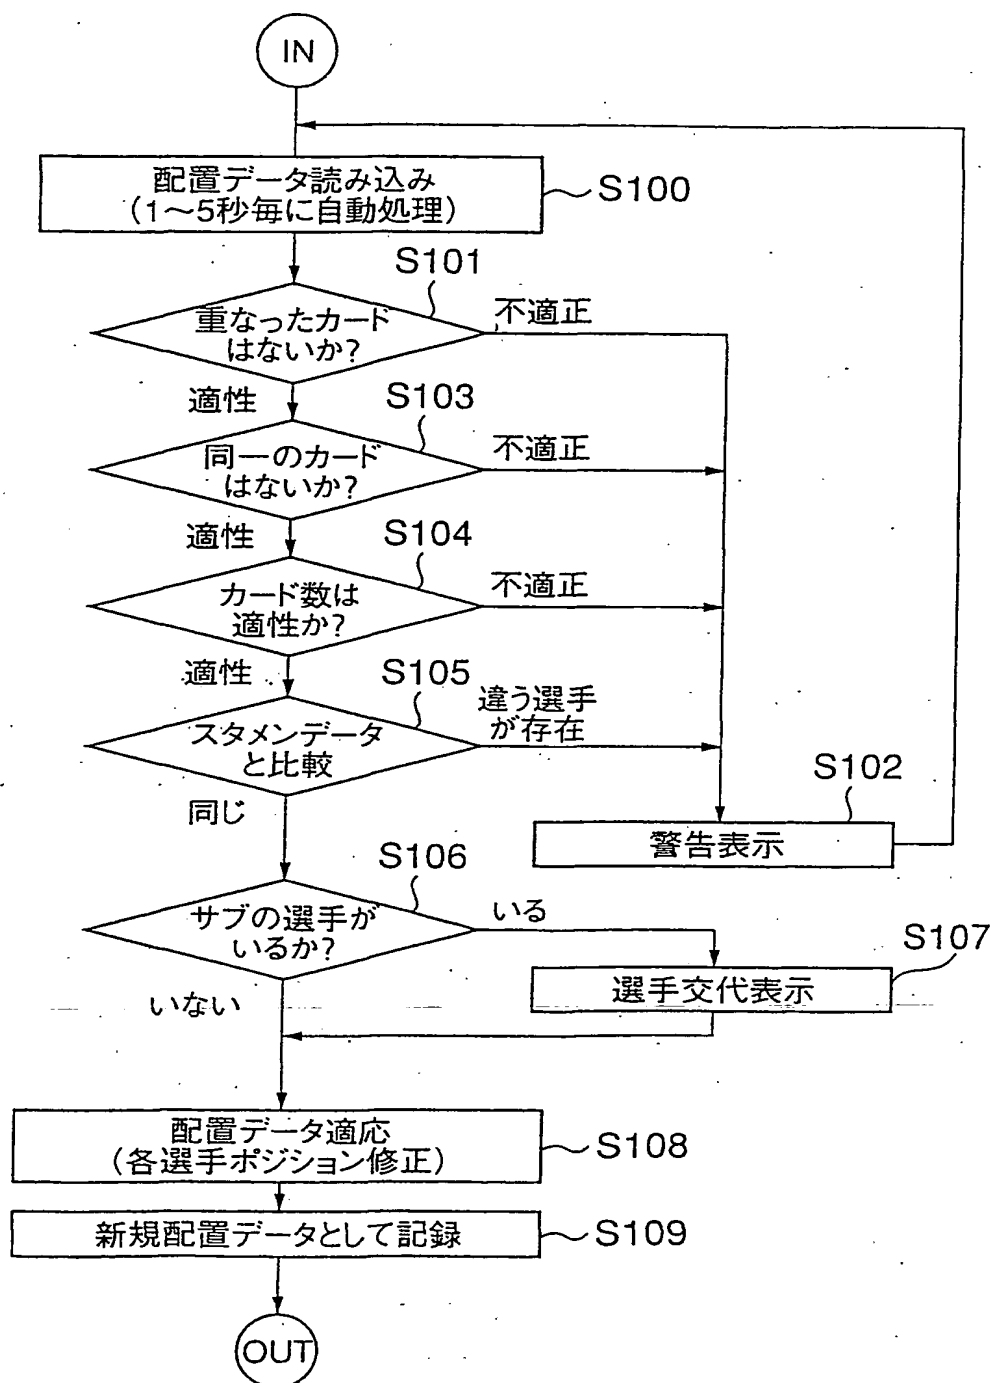 IN
配置データ読み込み
(1〜5秒毎に自動処理)
S100
S101
重なったカード
はないか?
不適正
適性
S103
同一のカード
はないか?
不適正
適性
S104
カード数は
適性か?
不適正
適性
S105
スタメンデータ
と比較
違う選手
が存在
同じ
S102
警告表示
S106
サブの選手が
いるか?
いる
いない
S107
選手交代表示
配置データ適応
(各選手ポジション修正)
S108
新規配置データとして記録
S109
OUT